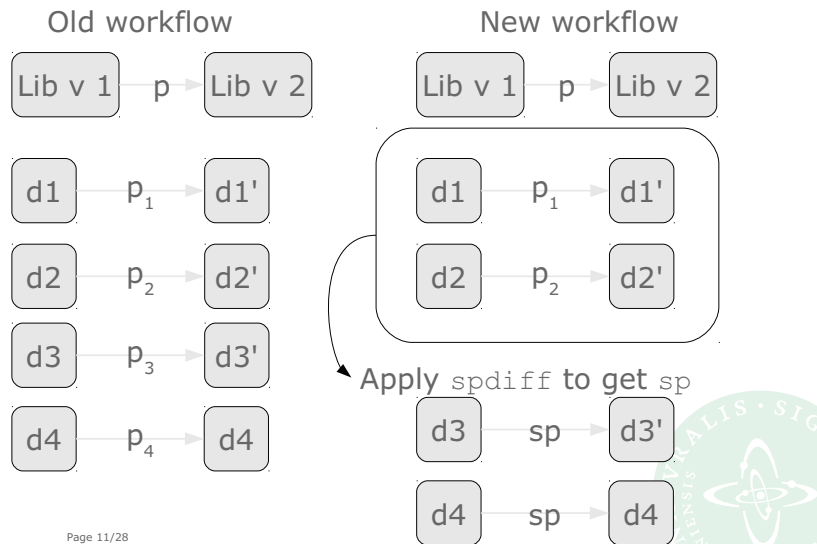 Old workflow
Lib v 1 p Lib v 2
d1 p1 d1'
d2 p2 d2'
d3 p3 d3'
d4 p4 d4
New workflow
Lib v 1 p Lib v 2
d1 p1 d1'
d2 p2 d2'
Apply spdiff to get sp
d3 sp d3'
d4 sp d4
Page 11/28